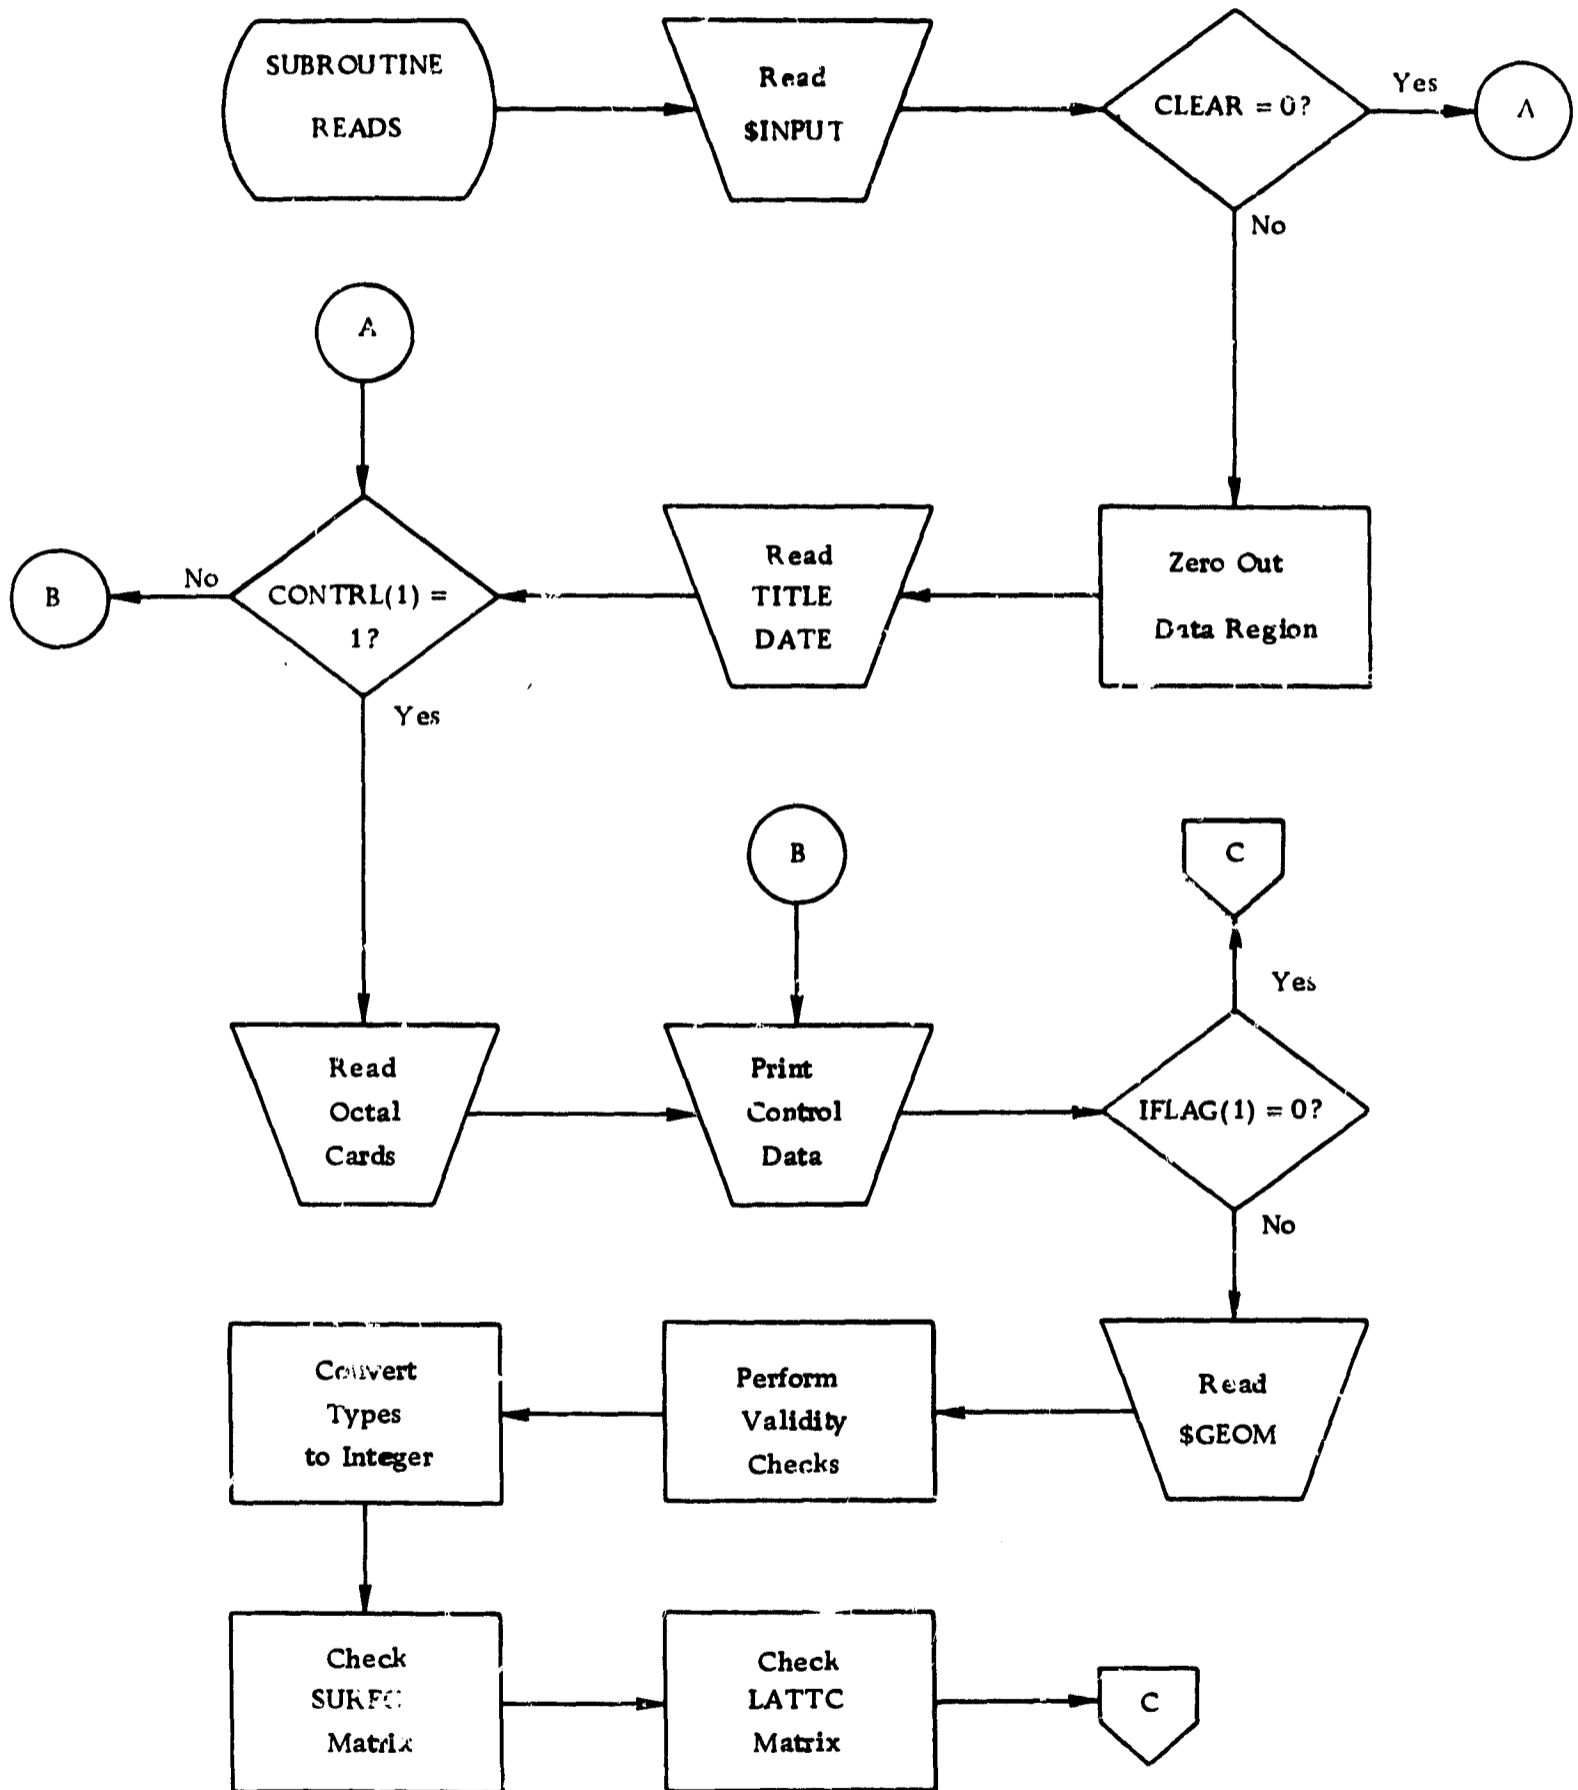 SUBROUTINE
READS
Read
$INPUT
CLEAR = 0?
Yes
A
No
A
CONTRL(1) =
1?
No
B
Yes
Read
TITLE
DATE
Zero Out
Data Region
B
C
Yes
Read
Octal
Cards
Print
Control
Data
IFLAG(1) = 0?
No
Convert
Types
to Integer
Perform
Validity
Checks
Read
$GEOM
Check
SURFC
Matrix
Check
LATTC
Matrix
C